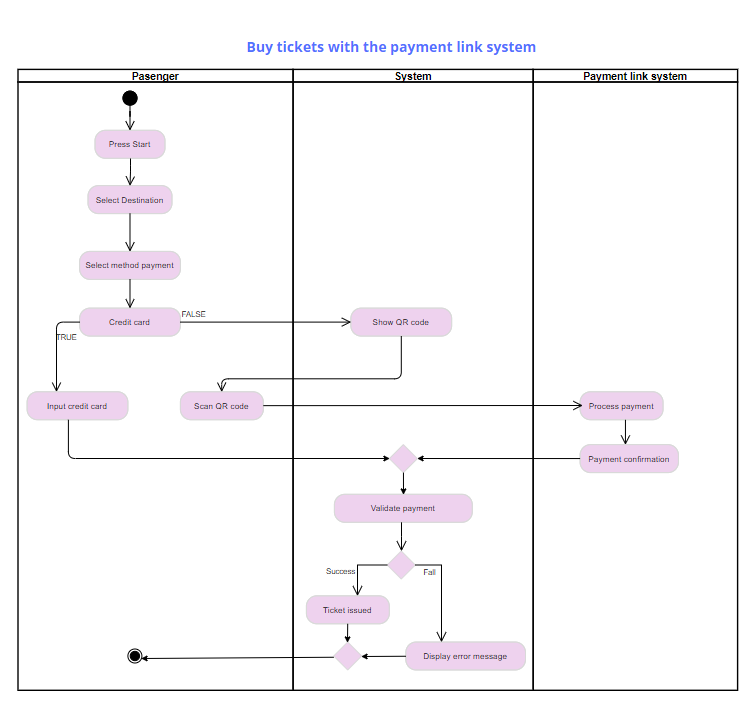 Buy tickets with the payment link system
Pasenger
System
Payment link system
Press Start
Select Destination
Select method payment
Credit card
FALSE
Show QR code
TRUE
Input credit card
Scan QR code
Process payment
Payment confirmation
Validate payment
Success
Fail
Ticket issued
Display error message